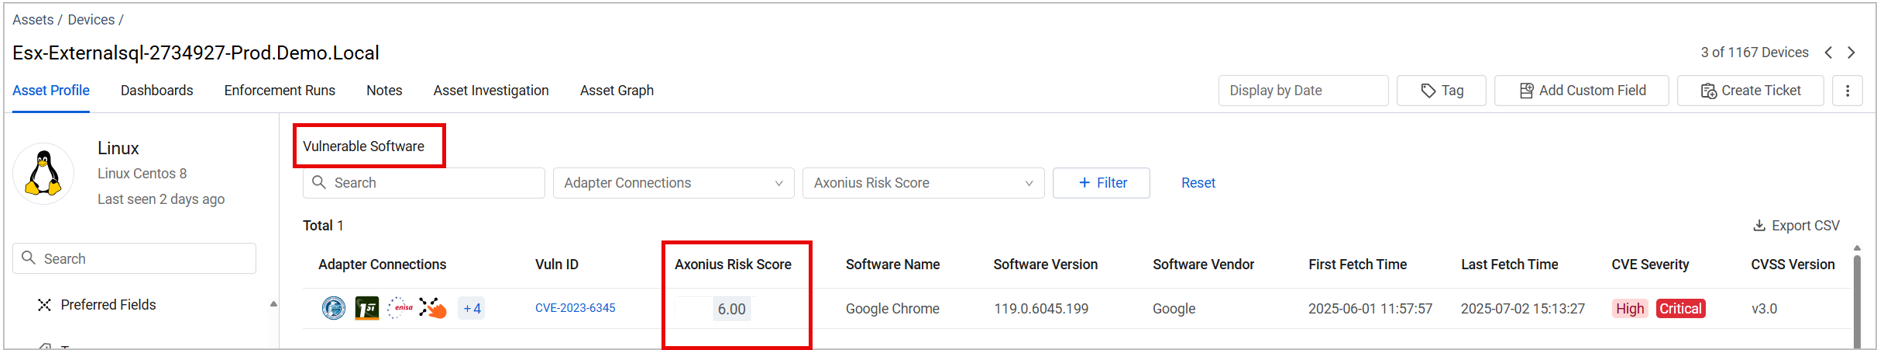 Assets / Devices /
Esx-Externalsql-2734927-Prod.Demo.Local
3 of 1167 Devices
Asset Profile Dashboards Enforcement Runs Notes Asset Investigation Asset Graph
Display by Date Tag Add Custom Field Create Ticket
Linux
Linux Centos 8
Last seen 2 days ago
Search
Preferred Fields
Vulnerable Software
Search Adapter Connections Axonius Risk Score + Filter Reset
Total 1
Export CSV
Adapter Connections Vuln ID Axonius Risk Score Software Name Software Version Software Vendor First Fetch Time Last Fetch Time CVE Severity CVSS Version
1ST enisa +4 CVE-2023-6345 6.00 Google Chrome 119.0.6045.199 Google 2025-06-01 11:57:57 2025-07-02 15:13:27 High Critical v3.0